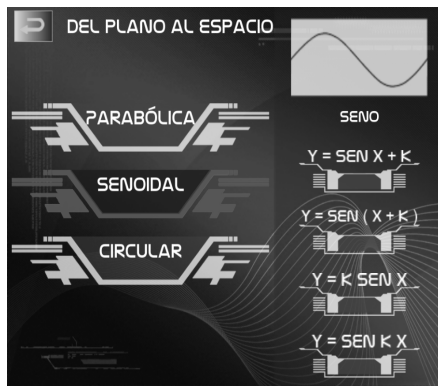 DEL PLANO AL ESPACIO
PARABÓLICA
SENOIDAL
CIRCULAR
SENO
Y = SEN X + K
Y = SEN ( X + K )
Y = K SEN X
Y = SEN K X